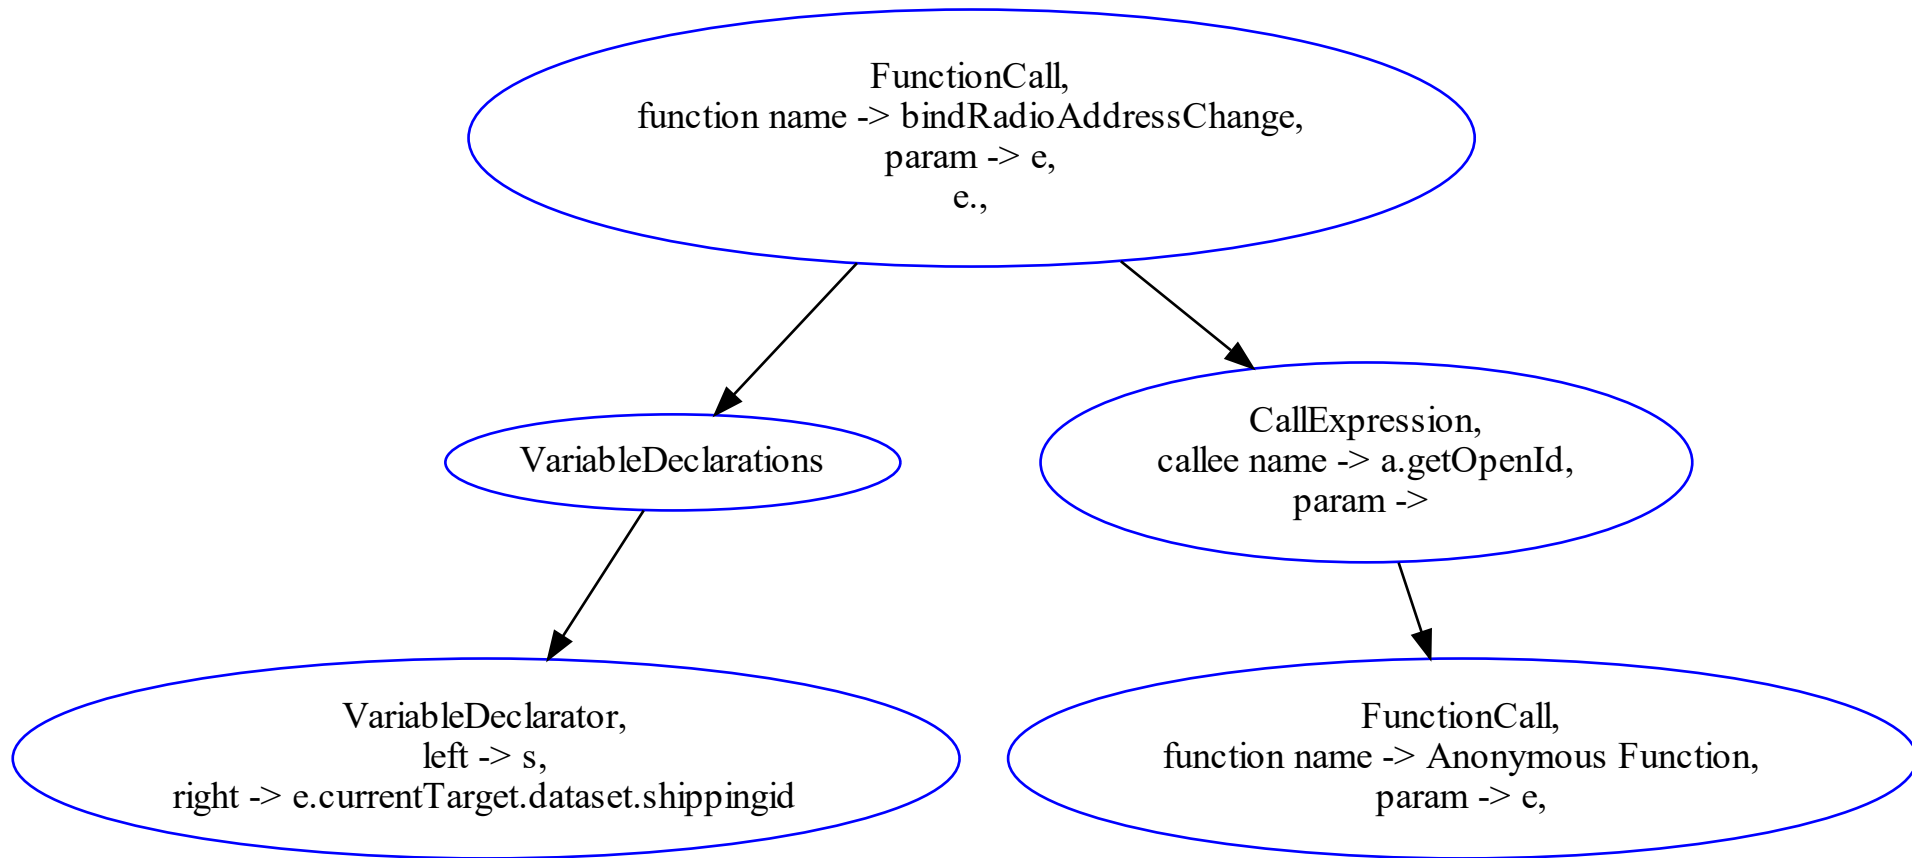 FunctionCall,
function name -> bindRadioAddressChange,
param -> e,
e.,
VariableDeclarations
CallExpression,
callee name -> a.getOpenId,
param ->
VariableDeclarator,
left -> s,
right -> e.currentTarget.dataset.shippingid
FunctionCall,
function name -> Anonymous Function,
param -> e,